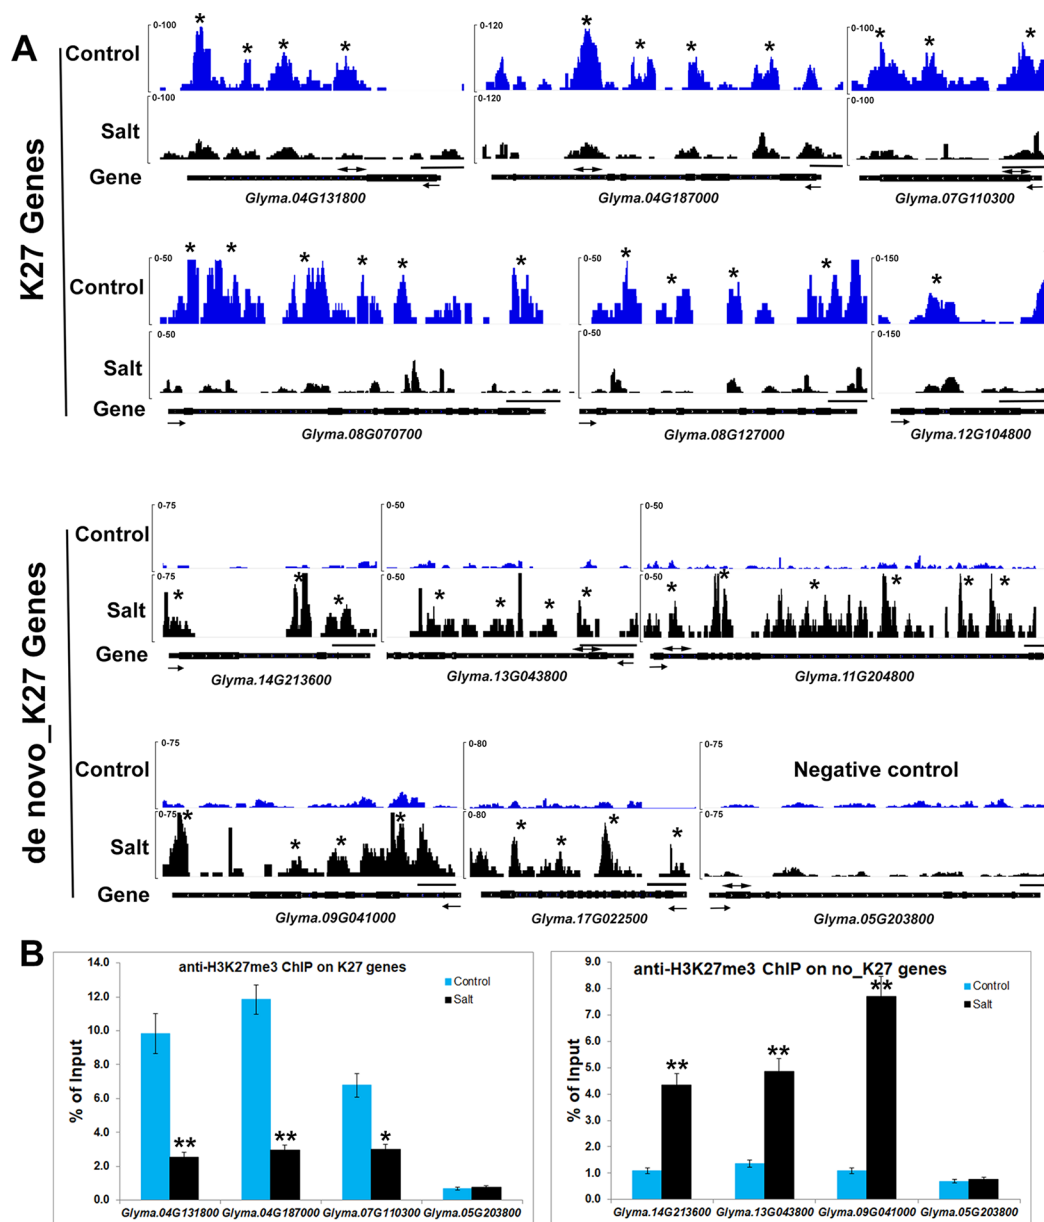 A
K27 Genes
Control
0-100
*
*
*
*
0-120
*
*
*
*
0-100
*
*
*
Salt
0-100
0-120
0-100
Gene
Glyma.04G131800
Glyma.04G187000
Glyma.07G110300
Control
0-50
*
*
*
*
*
*
0-50
*
*
*
*
0-150
*
Salt
0-50
0-50
0-150
Gene
Glyma.08G070700
Glyma.08G127000
Glyma.12G104800
de novo_K27 Genes
Control
0-75
0-50
0-50
Salt
0-75
*
*
*
0-50
*
*
*
*
0-50
*
*
*
*
*
*
Gene
Glyma.14G213600
Glyma.13G043800
Glyma.11G204800
Control
0-75
0-80
0-75
Negative control
Salt
0-75
*
*
*
*
0-80
*
*
*
*
0-75
Gene
Glyma.09G041000
Glyma.17G022500
Glyma.05G203800
B
anti-H3K27me3 ChIP on K27 genes
Control
Salt
% of Input
14.0
12.0
10.0
8.0
6.0
4.0
2.0
0.0
**
**
*
Glyma.04G131800
Glyma.04G187000
Glyma.07G110300
Glyma.05G203800
anti-H3K27me3 ChIP on no_K27 genes
Control
Salt
% of Input
9.0
8.0
7.0
6.0
5.0
4.0
3.0
2.0
1.0
0.0
**
**
**
Glyma.14G213600
Glyma.13G043800
Glyma.09G041000
Glyma.05G203800